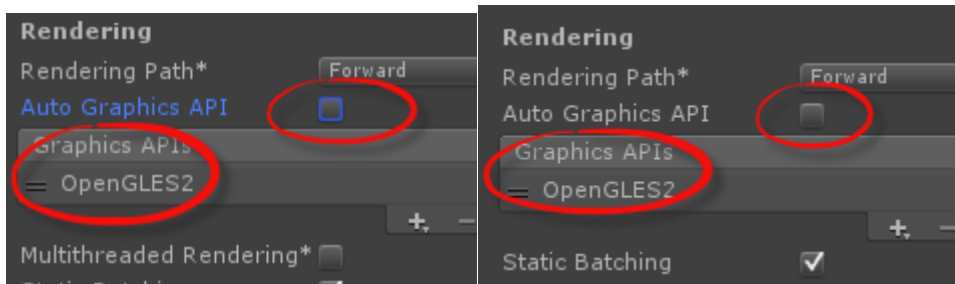 Rendering
Rendering Path* Forward
Auto Graphics API
Graphics APIs
OpenGLES2
Multithreaded Rendering*
Rendering
Rendering Path* Forward
Auto Graphics API
Graphics APIs
OpenGLES2
Static Batching